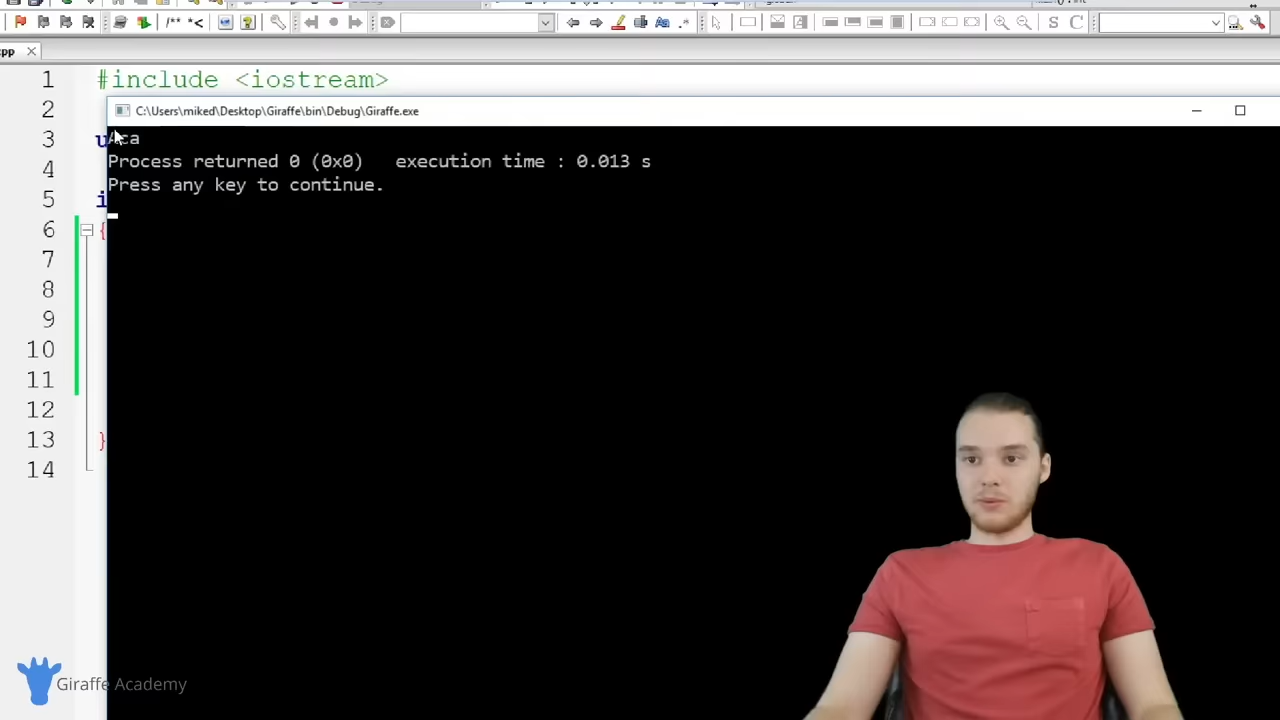 pp
1 #include <iostream>
2
C:\Users\miked\Desktop\Giraffe\bin\Debug\Giraffe.exe
3 Aca
Process returned 0 (0x0) execution time : 0.013 s
4
Press any key to continue.
5 i
6 {
7
8
9
10
11
12
13 }
14
Giraffe Academy